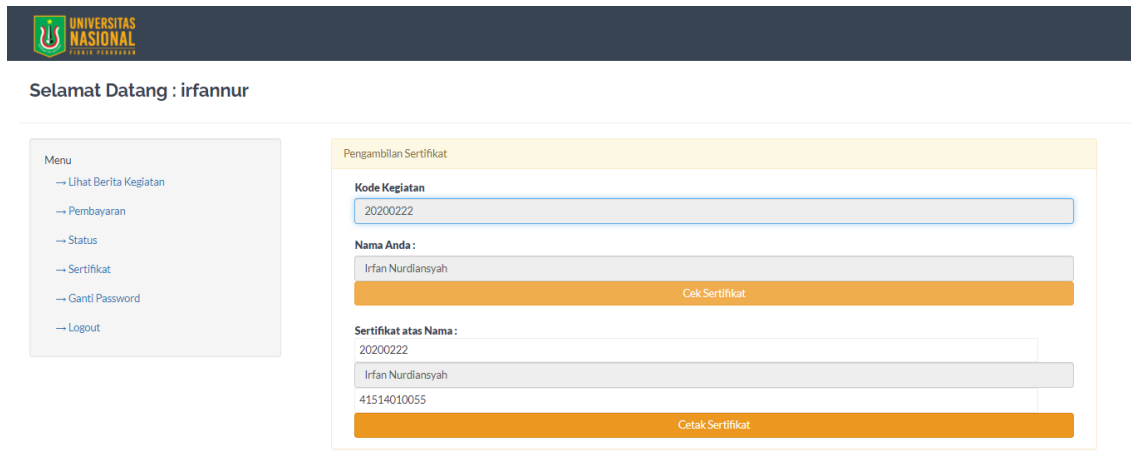 UNIVERSITAS
NASIONAL
Selamat Datang : irfannur
Menu
→ Lihat Berita Kegiatan
→ Pembayaran
→ Status
→ Sertifikat
→ Ganti Password
→ Logout
Pengambilan Sertifikat
Kode Kegiatan
20200222
Nama Anda :
Irfan Nurdiansyah
Cek Sertifikat
Sertifikat atas Nama :
20200222
Irfan Nurdiansyah
41514010055
Cetak Sertifikat